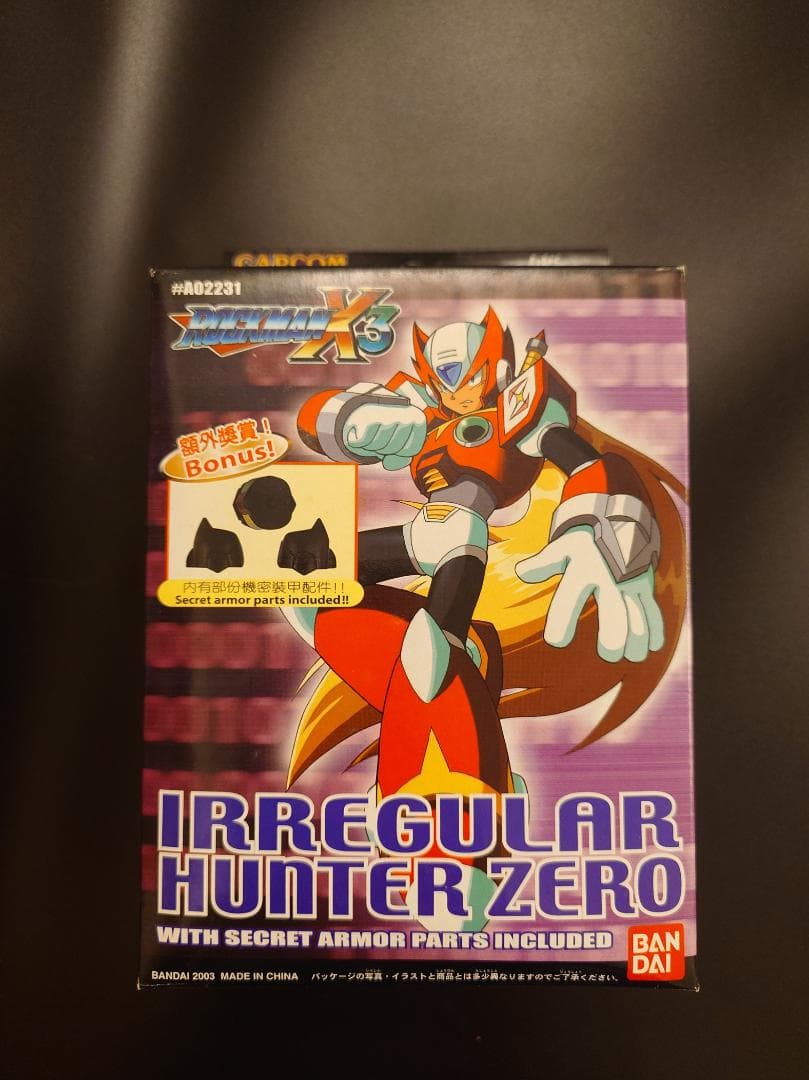 CAPCOM
#A02231
ROCKMAN X3
額外獎賞！
Bonus!
內有部份機密裝甲配件!!
Secret armor parts included!!
IRREGULAR
HUNTER ZERO
WITH SECRET ARMOR PARTS INCLUDED
BAN
DAI
BANDAI 2003 MADE IN CHINA パッケージの写真・イラストと商品とは多少異なりますのでご了承ください。